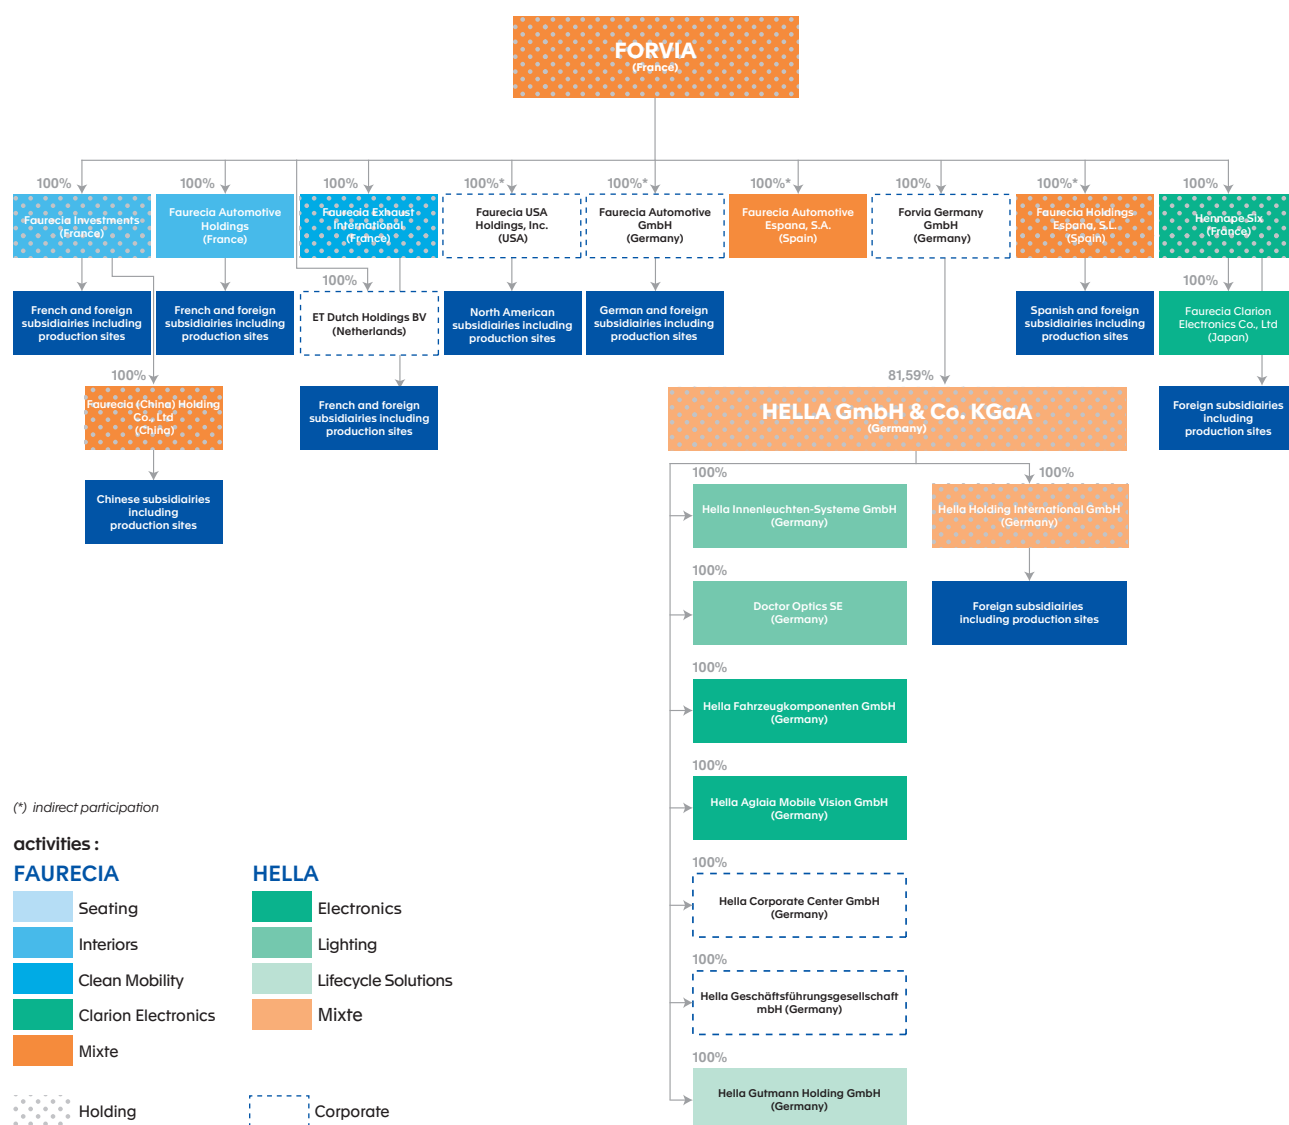 FORVIA
(France)
100%
100%
100%
100%*
100%*
100%*
100%
100%*
100%
Faurecia Investments
(France)
Faurecia Automotive
Holdings
(France)
Faurecia Exhaust
International
(France)
Faurecia USA
Holdings, Inc.
(USA)
Faurecia Automotive
GmbH
(Germany)
Faurecia Automotive
Espana, S.A.
(Spain)
Forvia Germany
GmbH
(Germany)
Faurecia Holdings
Espana, S.L.
(Spain)
Hennape Six
(France)
French and foreign
subsidiairies including
production sites
French and foreign
subsidiairies including
production sites
100%
ET Dutch Holdings BV
(Netherlands)
North American
subsidiairies including
production sites
German and foreign
subsidiairies including
production sites
Spanish and foreign
subsidiairies including
production sites
100%
Faurecia Clarion
Electronics Co., Ltd
(Japan)
100%
Faurecia (China) Holding
Co., Ltd
(China)
French and foreign
subsidiairies including
production sites
81,59%
HELLA GmbH & Co. KGaA
(Germany)
Foreign subsidiairies
including
production sites
Chinese subsidiairies
including
production sites
100%
Hella Innenleuchten-Systeme GmbH
(Germany)
100%
Hella Holding International GmbH
(Germany)
100%
Doctor Optics SE
(Germany)
Foreign subsidiairies
including production sites
100%
Hella Fahrzeugkomponenten GmbH
(Germany)
100%
Hella Aglaia Mobile Vision GmbH
(Germany)
100%
Hella Corporate Center GmbH
(Germany)
100%
Hella Geschäftsführungsgesellschaft
mbH (Germany)
100%
Hella Gutmann Holding GmbH
(Germany)
(*) indirect participation
activities :
FAURECIA
Seating
Interiors
Clean Mobility
Clarion Electronics
Mixte
HELLA
Electronics
Lighting
Lifecycle Solutions
Mixte
Holding
Corporate